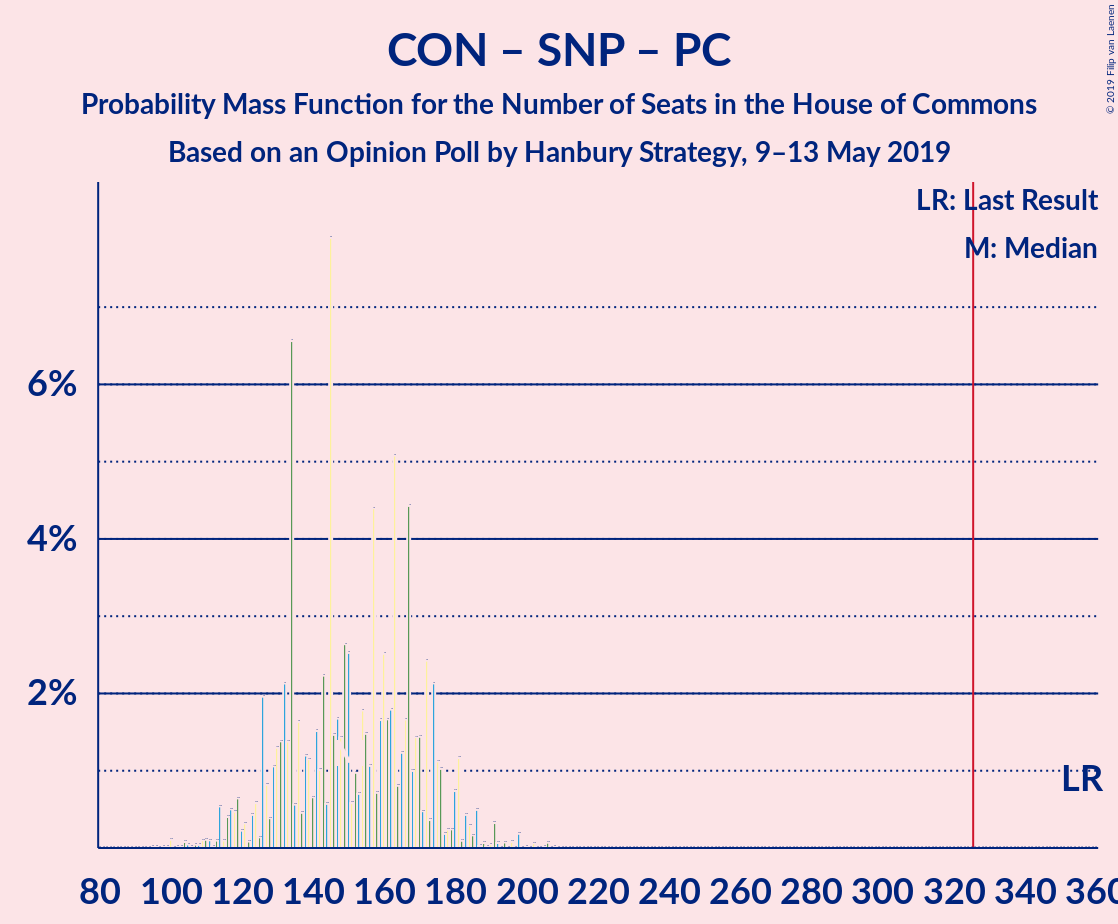 CON – SNP – PC
Probability Mass Function for the Number of Seats in the House of Commons
Based on an Opinion Poll by Hanbury Strategy, 9–13 May 2019
© 2019 Filip van Laenen
LR: Last Result
M: Median
6%
4%
2%
LR
80 100 120 140 160 180 200 220 240 260 280 300 320 340 360